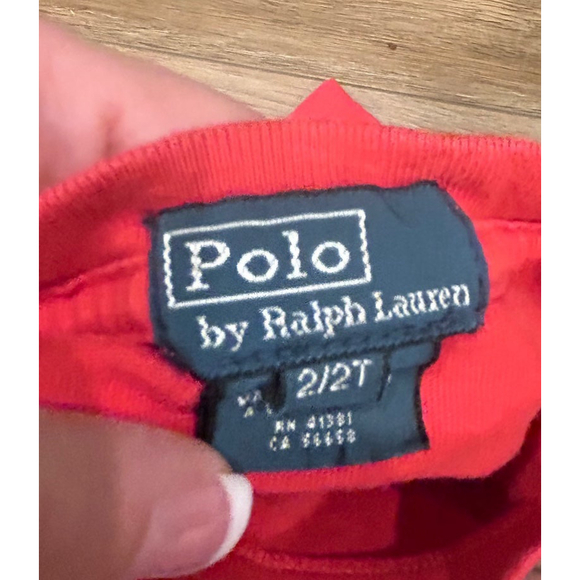 Polo
by Ralph Lauren
2/2T
RN 41381
CA 56658